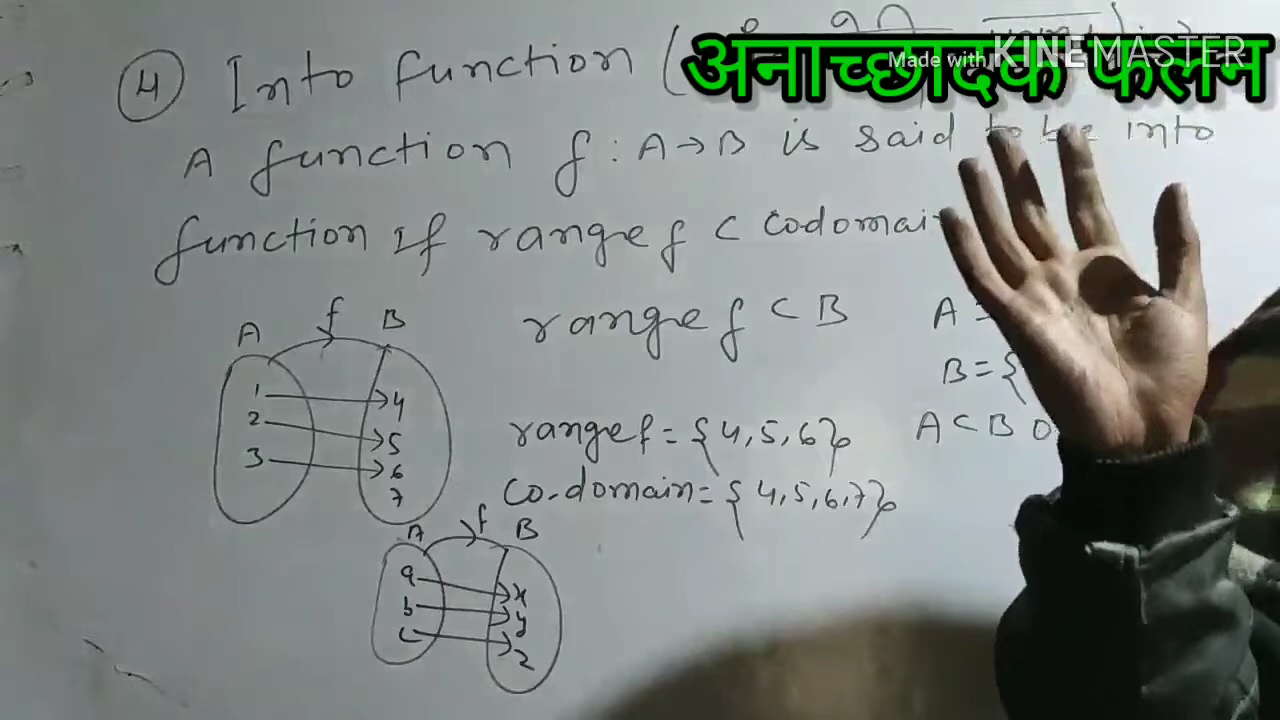 ④ Into function (
अंनाच्छादक फलन
Made with KINEMASTER
A function f : A→B is said to be into
function If range f ⊂ Codomai
range f ⊂ B
A =
B = {
A ⊂ B
A f B
1 4
2 5
3 6
7
range f = {4,5,6}
Co-domain = {4,5,6,7}
A f B
a x
b y
c z